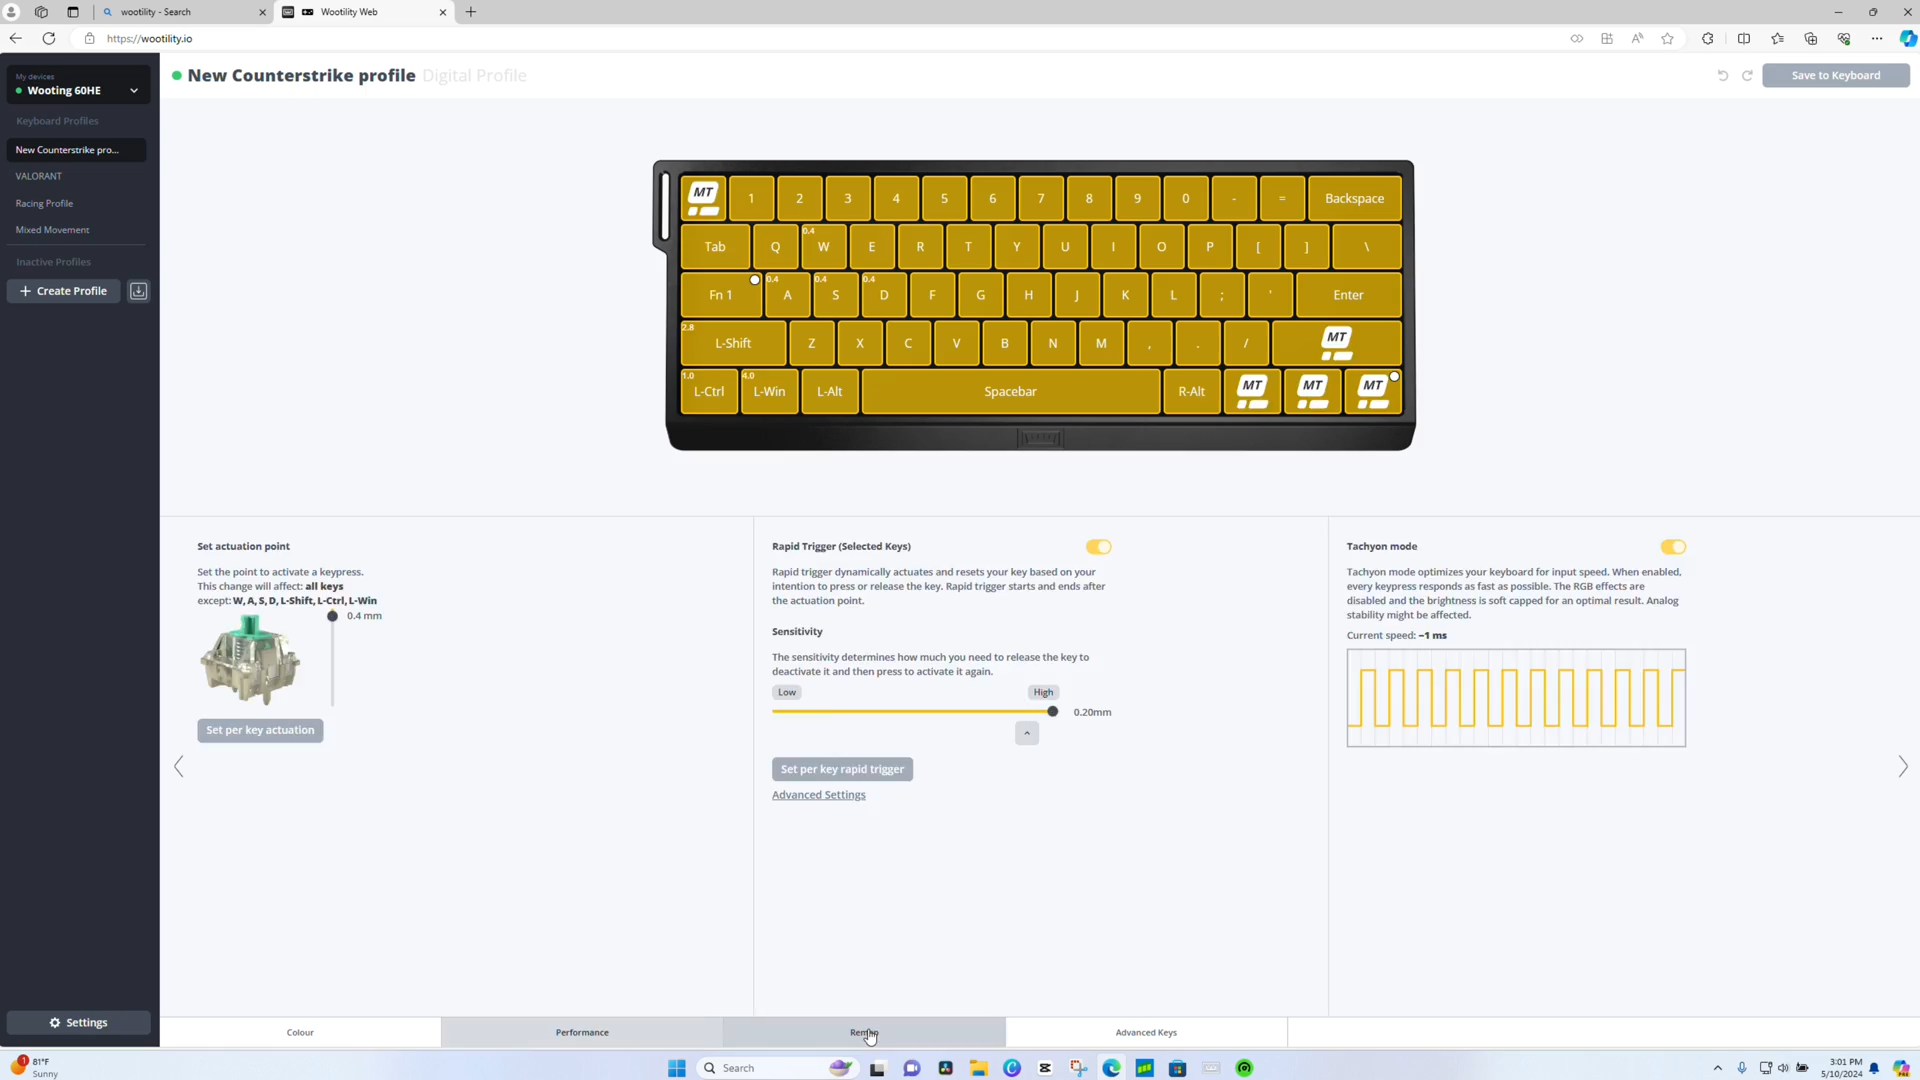 wootility - Search
Wootility Web
https://wootility.io
My devices
Wooting 60HE
Keyboard Profiles
New Counterstrike pro...
VALORANT
Racing Profile
Mixed Movement
Inactive Profiles
+ Create Profile
Settings
New Counterstrike profile Digital Profile
Save to Keyboard
MT 1 2 3 4 5 6 7 8 9 0 - = Backspace
Tab Q 0.4 W E R T Y U I O P [ ] \
Fn 1 0.4 A 0.4 S 0.4 D F G H J K L ; ' Enter
2.8 L-Shift Z X C V B N M , . / MT
1.0 L-Ctrl 4.0 L-Win L-Alt Spacebar R-Alt MT MT MT
Set actuation point
Set the point to activate a keypress.
This change will affect: all keys
except: W, A, S, D, L-Shift, L-Ctrl, L-Win
0.4 mm
Set per key actuation
Rapid Trigger (Selected Keys)
Rapid trigger dynamically actuates and resets your key based on your
intention to press or release the key. Rapid trigger starts and ends after
the actuation point.
Sensitivity
The sensitivity determines how much you need to release the key to
deactivate it and then press to activate it again.
Low High
0.20mm
Set per key rapid trigger
Advanced Settings
Tachyon mode
Tachyon mode optimizes your keyboard for input speed. When enabled,
every keypress responds as fast as possible. The RGB effects are
disabled and the brightness is soft capped for an optimal result. Analog
stability might be affected.
Current speed: ~1 ms
Colour Performance Remap Advanced Keys
1
81°F
Sunny
Search
3:01 PM
5/10/2024